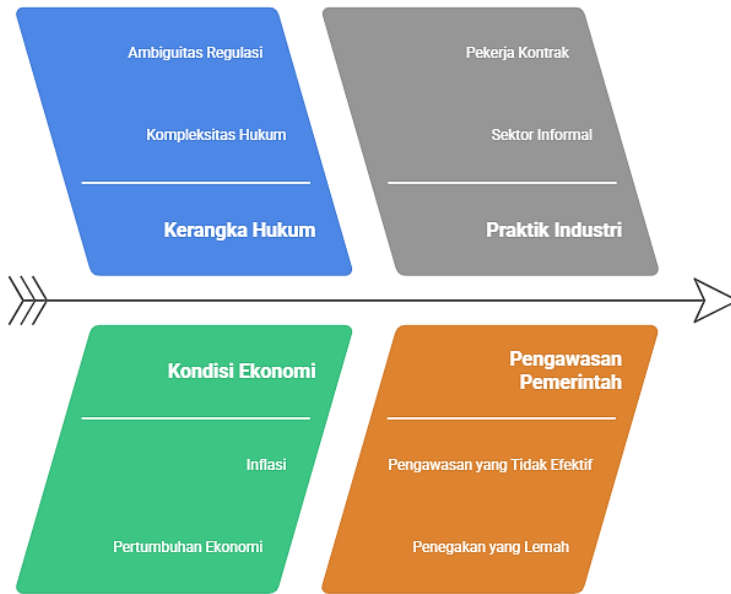 Ambiguitas Regulasi
Kompleksitas Hukum
Kerangka Hukum
Pekerja Kontrak
Sektor Informal
Praktik Industri
Kondisi Ekonomi
Inflasi
Pertumbuhan Ekonomi
Pengawasan
Pemerintah
Pengawasan yang Tidak Efektif
Penegakan yang Lemah